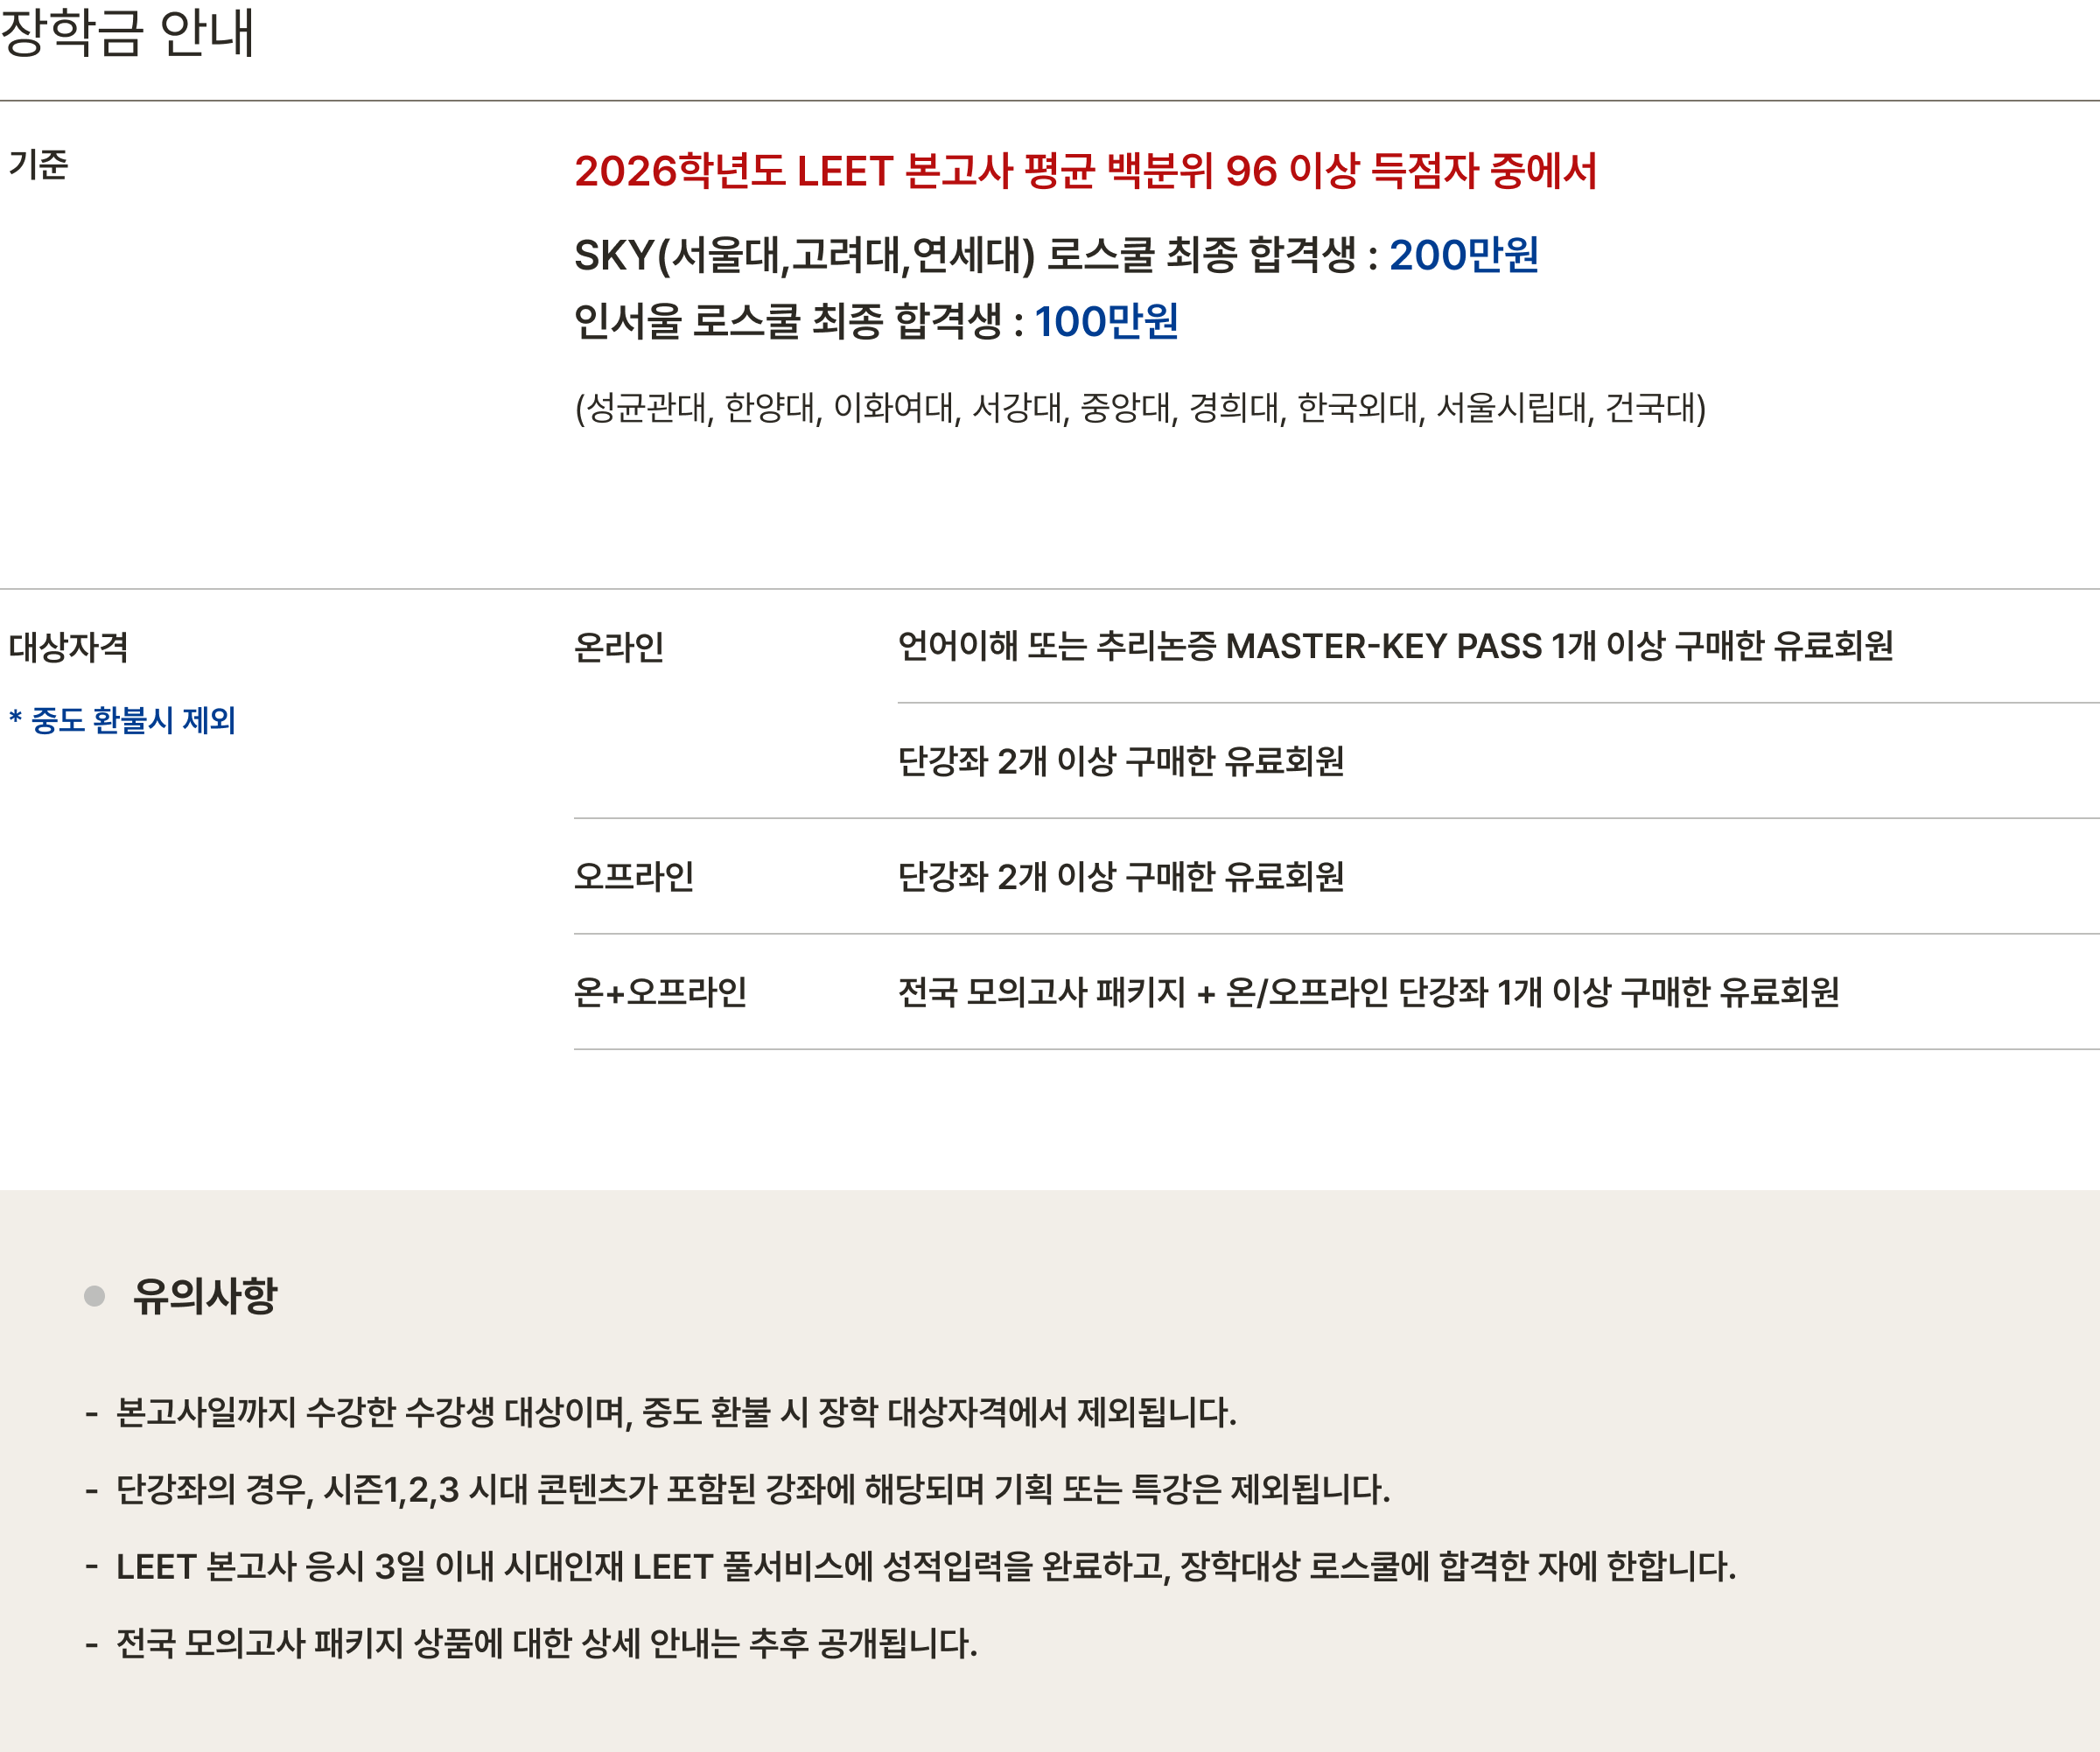 장학금 안내
기준
2026학년도 LEET 본고사 평균 백분위 96 이상 득점자 중에서
SKY(서울대,고려대,연세대) 로스쿨 최종 합격생 : 200만원
인서울 로스쿨 최종 합격생 : 100만원
(성균관대, 한양대, 이화여대, 서강대, 중앙대, 경희대, 한국외대, 서울시립대, 건국대)
대상자격
* 중도 환불시 제외
온라인
언어이해 또는 추리논증 MASTER-KEY PASS 1개 이상 구매한 유료회원
단강좌 2개 이상 구매한 유료회원
오프라인
단강좌 2개 이상 구매한 유료회원
온+오프라인
전국 모의고사 패키지 + 온/오프라인 단강좌 1개 이상 구매한 유료회원
유의사항
- 본고사일까지 수강한 수강생 대상이며, 중도 환불 시 장학 대상자격에서 제외됩니다.
- 단강좌의 경우, 시즌1,2,3 시대 콘텐츠가 포함된 강좌에 해당되며 기획 또는 특강은 제외됩니다.
- LEET 본고사 응시 3일 이내 시대인재 LEET 풀서비스에 성적입력을 완료하고, 장학대상 로스쿨에 합격한 자에 한합니다.
- 전국 모의고사 패키지 상품에 대한 상세 안내는 추후 공개됩니다.